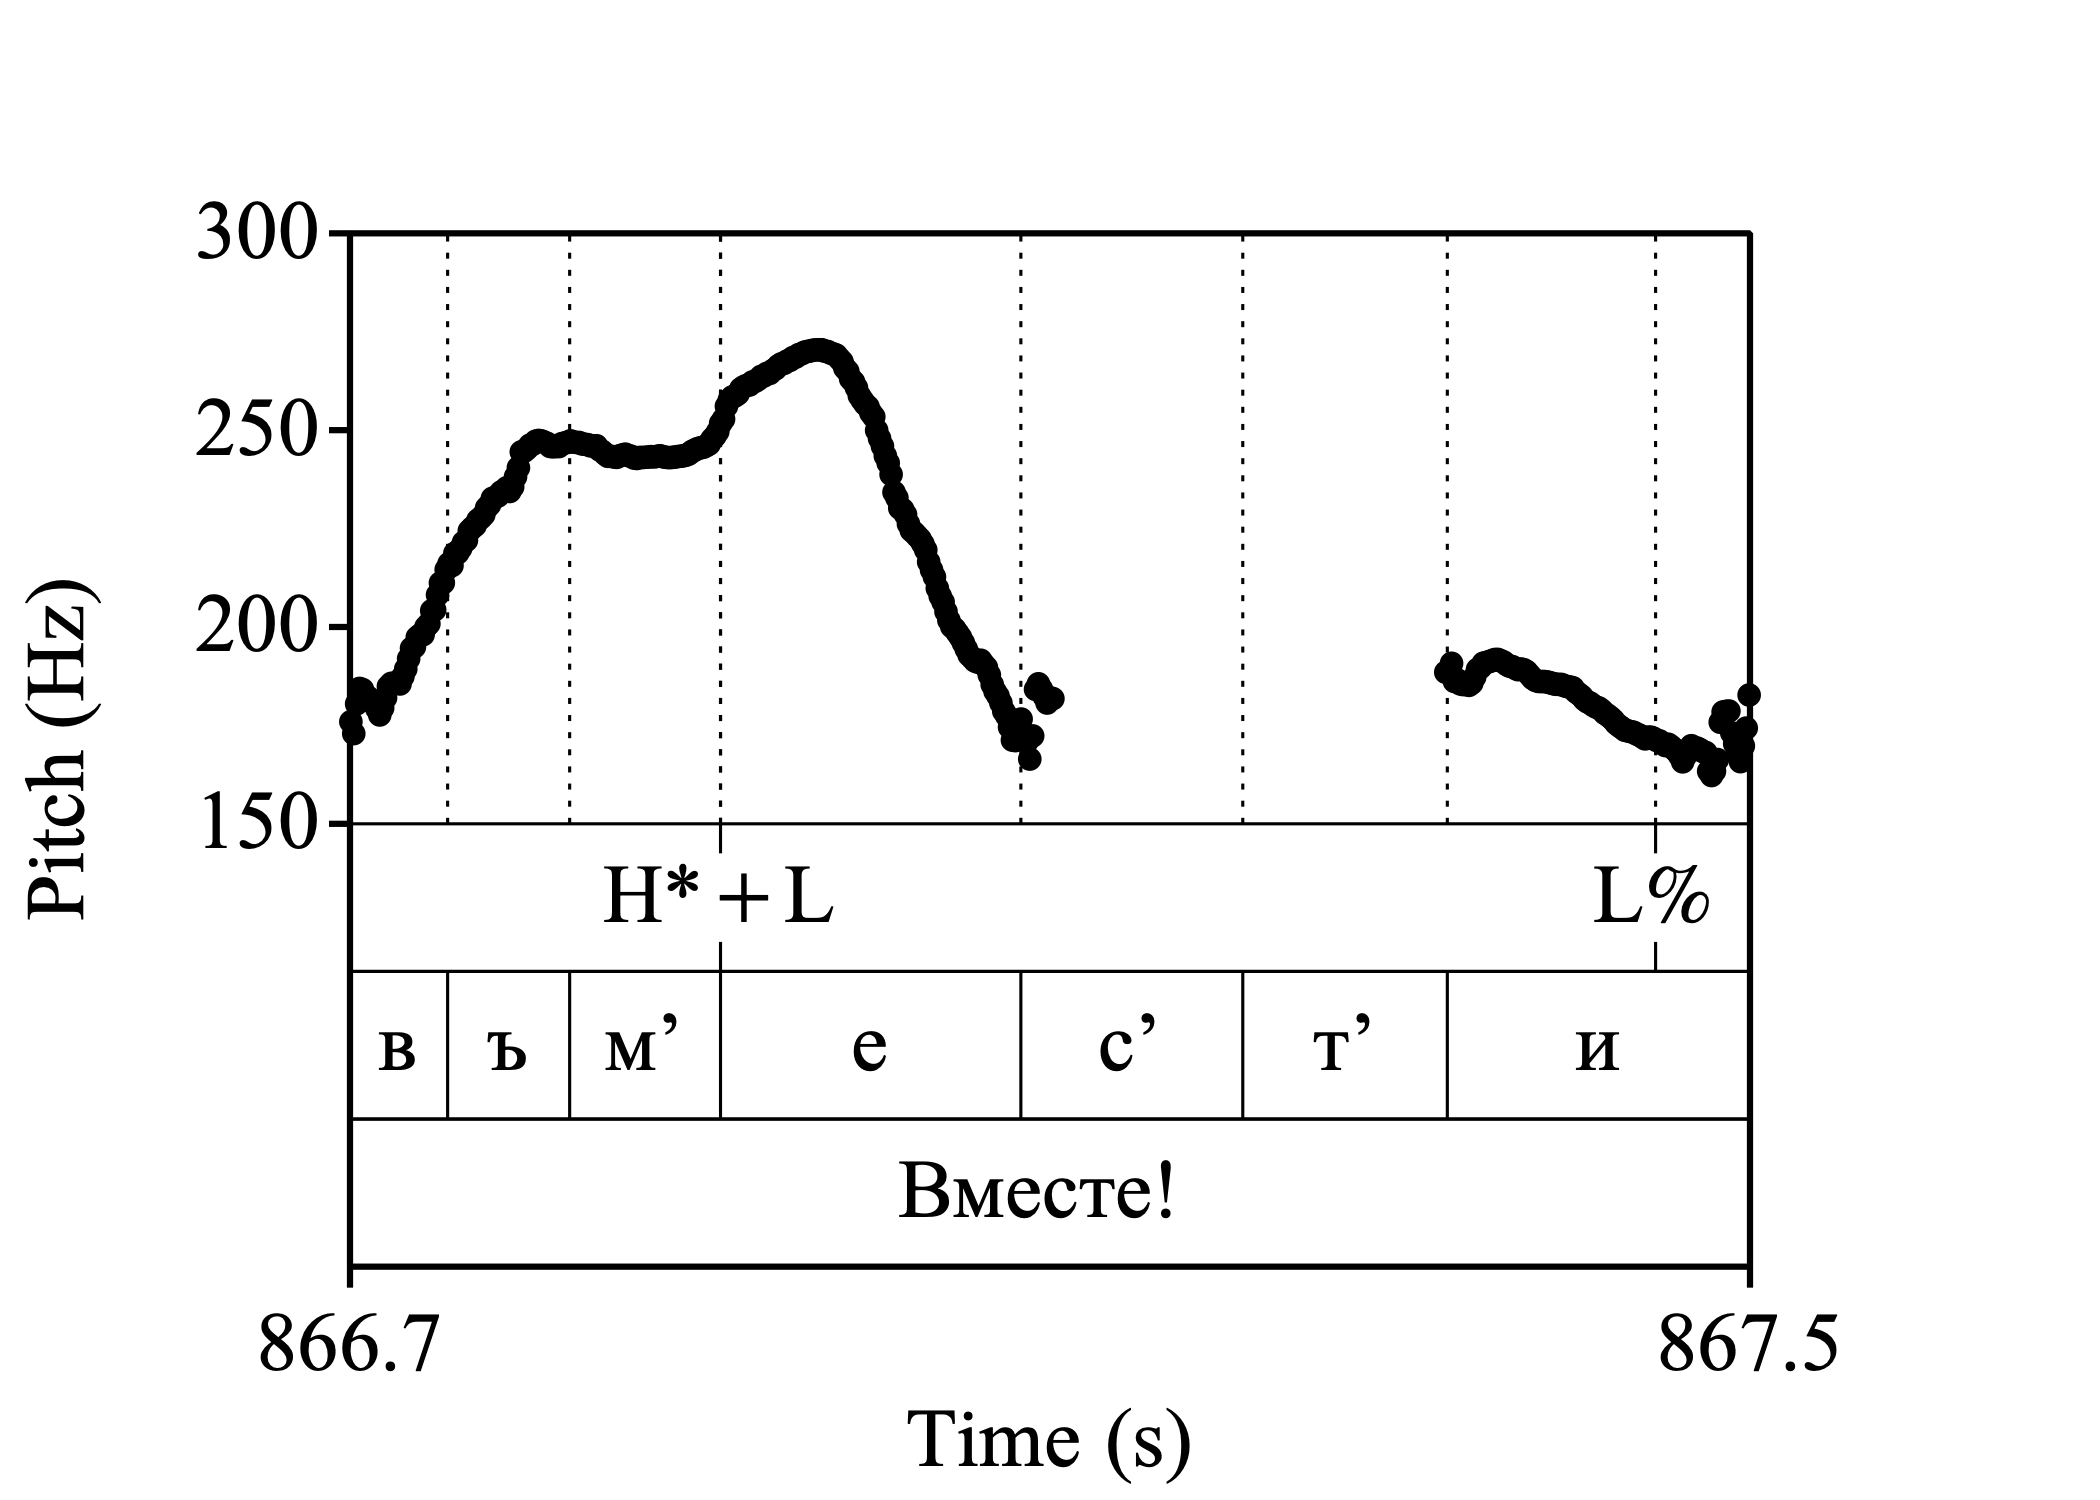 300
250
200
150
Pitch (Hz)
H* + L L%
в ъ м’ е с’ т’ и
Вместе!
866.7 867.5
Time (s)